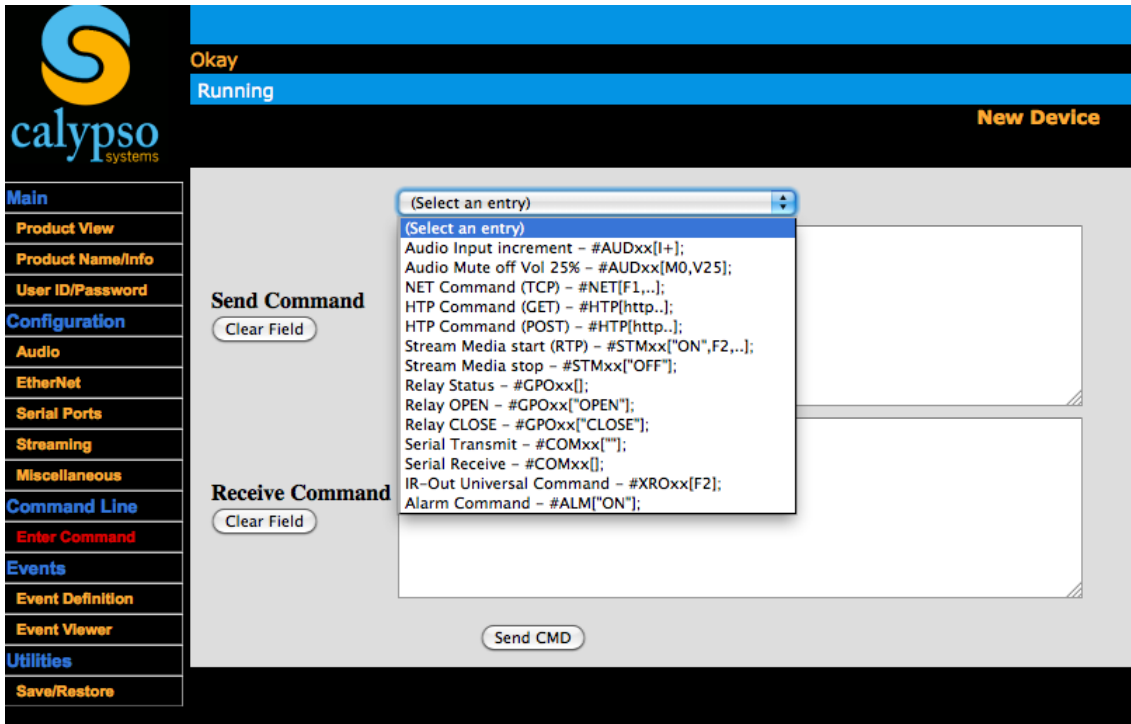 calypso
systems
Okay
Running
New Device
Main
Product View
Product Name/Info
User ID/Password
Configuration
Audio
EtherNet
Serial Ports
Streaming
Miscellaneous
Command Line
Enter Command
Events
Event Definition
Event Viewer
Utilities
Save/Restore
(Select an entry)
(Select an entry)
Audio Input increment – #AUDxx[I+];
Audio Mute off Vol 25% – #AUDxx[M0,V25];
NET Command (TCP) – #NET[F1,..];
HTP Command (GET) – #HTP[http..];
HTP Command (POST) – #HTP[http..];
Stream Media start (RTP) – #STMxx["ON",F2,..];
Stream Media stop – #STMxx["OFF"];
Relay Status – #GPOxx[];
Relay OPEN – #GPOxx["OPEN"];
Relay CLOSE – #GPOxx["CLOSE"];
Serial Transmit – #COMxx[""];
Serial Receive – #COMxx[];
IR-Out Universal Command – #XROxx[F2];
Alarm Command – #ALM["ON"];
Send Command
Clear Field
Receive Command
Clear Field
Send CMD